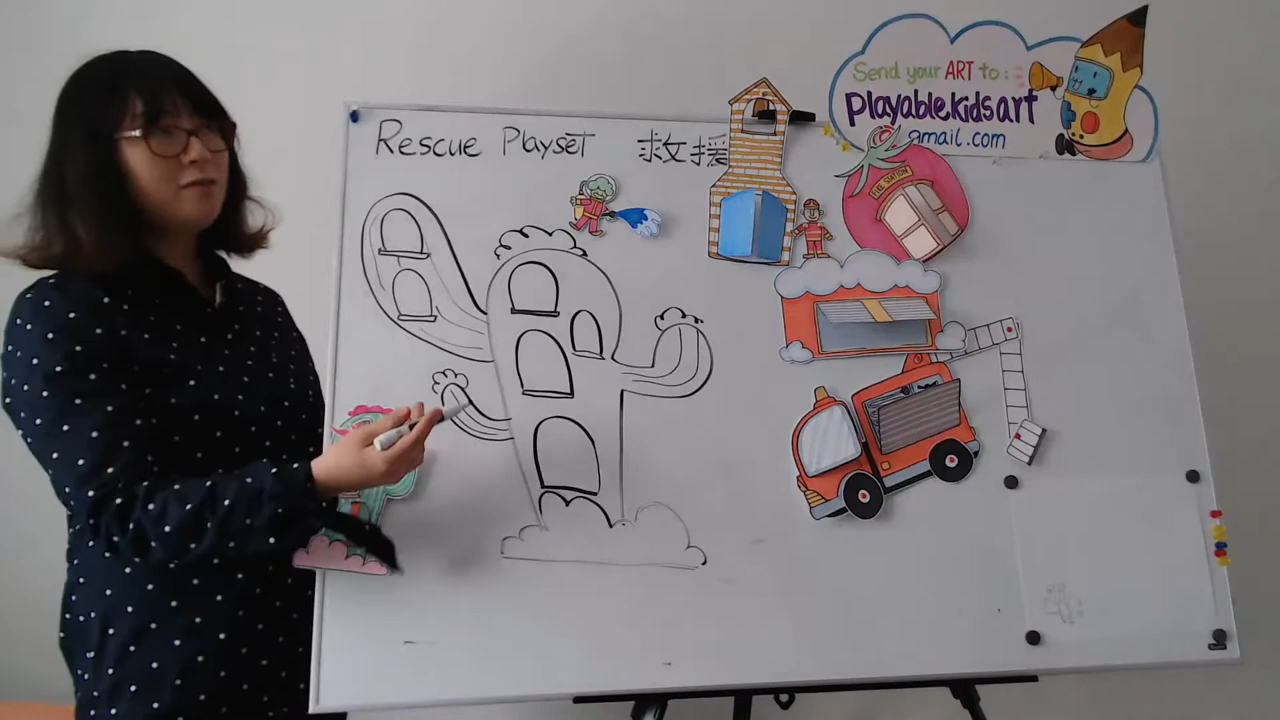 Rescue Playset 救援
Send your ART to:
playablekidsart
gmail.com
FIRE STATION